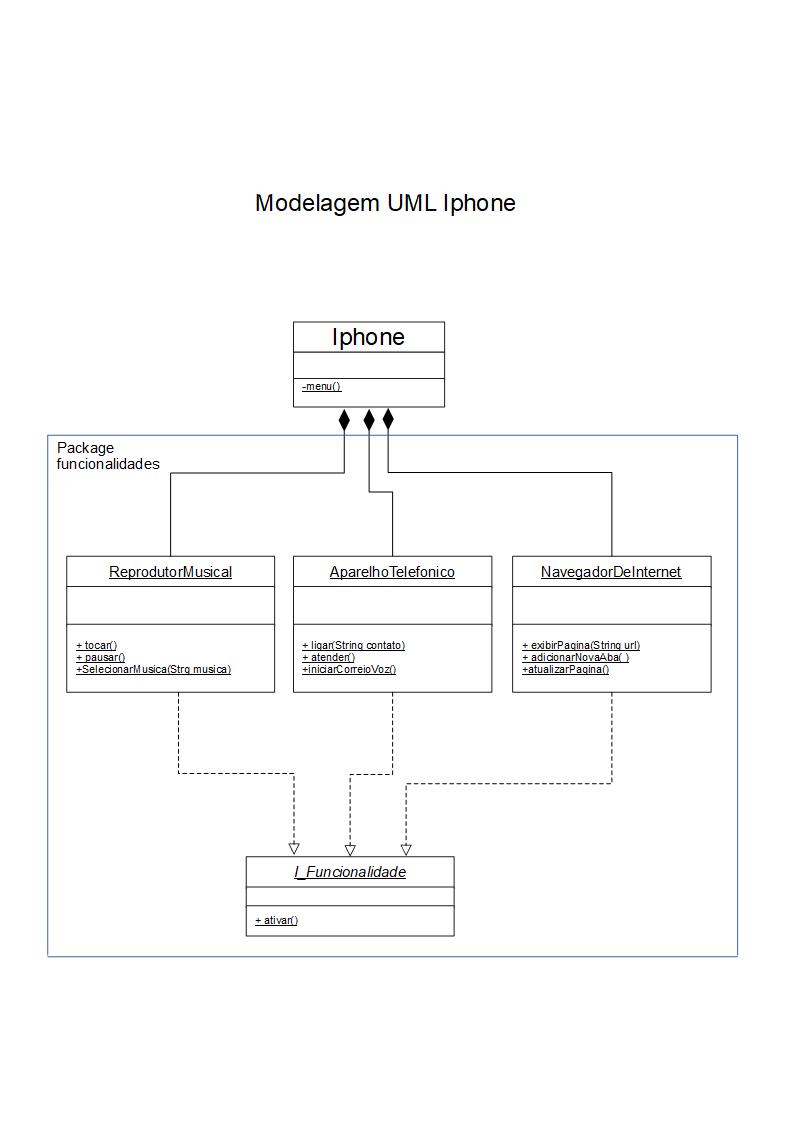 Modelagem UML Iphone
Iphone
-menu()
Package
funcionalidades
ReprodutorMusical
+ tocar()
+ pausar()
+SelecionarMusica(Strg musica)
AparelhoTelefonico
+ ligar(String contato)
+ atender()
+iniciarCorreioVoz()
NavegadorDeInternet
+ exibirPagina(String url)
+ adicionarNovaAba( )
+atualizarPagina()
I_Funcionalidade
+ ativar()